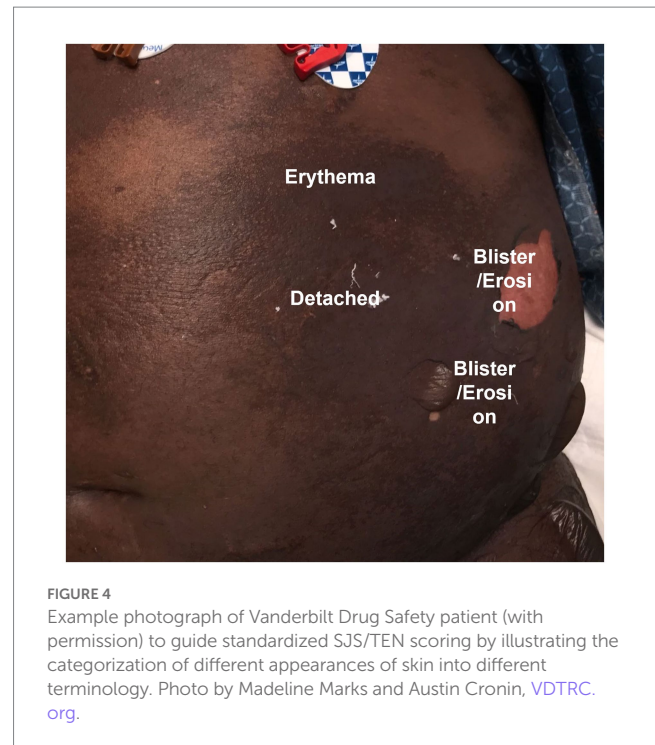 Erythema
Blister
/Erosi
on
Detached
Blister
/Erosi
on
FIGURE 4
Example photograph of Vanderbilt Drug Safety patient (with
permission) to guide standardized SJS/TEN scoring by illustrating the
categorization of different appearances of skin into different
terminology. Photo by Madeline Marks and Austin Cronin, VDTRC.
org.